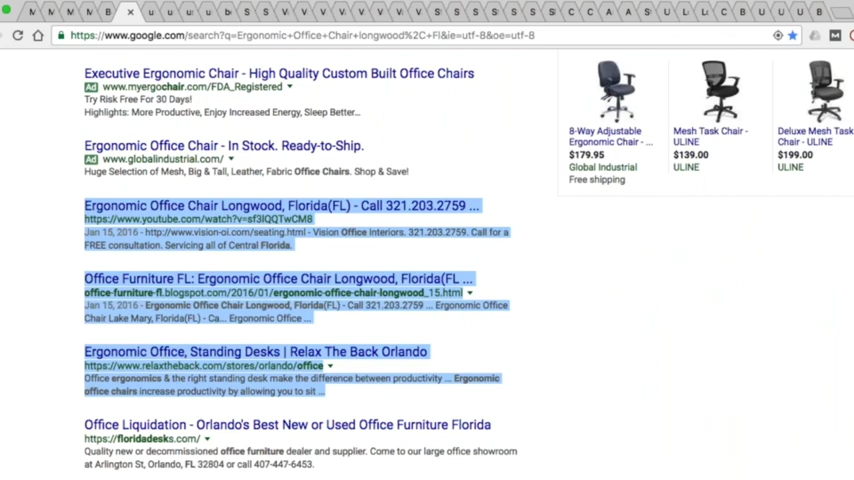 https://www.google.com/search?q=Ergonomic+Office+Chair+longwood%2C+Fl&ie=utf-8&oe=utf-8
Executive Ergonomic Chair - High Quality Custom Built Office Chairs
Ad www.myergochair.com/FDA_Registered
Try Risk Free For 30 Days!
Highlights: More Productive, Enjoy Increased Energy, Sleep Better...
Ergonomic Office Chair - In Stock. Ready-to-Ship.
Ad www.globalindustrial.com/
Huge Selection of Mesh, Big & Tall, Leather, Fabric Office Chairs. Shop & Save!
Ergonomic Office Chair Longwood, Florida(FL) - Call 321.203.2759 ...
https://www.youtube.com/watch?v=sf3IQQTwCM8
Jan 15, 2016 - http://www.vision-oi.com/seating.html - Vision Office Interiors. 321.203.2759. Call for a
FREE consultation. Servicing all of Central Florida.
Office Furniture FL: Ergonomic Office Chair Longwood, Florida(FL ...
office-furniture-fl.blogspot.com/2016/01/ergonomic-office-chair-longwood_15.html
Jan 15, 2016 - Ergonomic Office Chair Longwood, Florida(FL) - Call 321.203.2759 ... Ergonomic Office
Chair Lake Mary, Florida(FL) - Ca... Ergonomic Office ...
Ergonomic Office, Standing Desks | Relax The Back Orlando
https://www.relaxtheback.com/stores/orlando/office
Office ergonomics & the right standing desk make the difference between productivity ... Ergonomic
office chairs increase productivity by allowing you to sit ...
Office Liquidation - Orlando's Best New or Used Office Furniture Florida
https://floridadesks.com/
Quality new or decommissioned office furniture dealer and supplier. Come to our large office showroom
at Arlington St, Orlando, FL 32804 or call 407-447-6453.
8-Way Adjustable
Ergonomic Chair - ...
$179.95
Global Industrial
Free shipping
Mesh Task Chair -
ULINE
$139.00
ULINE
Deluxe Mesh
Task Chair -
ULINE
$199.00
ULINE